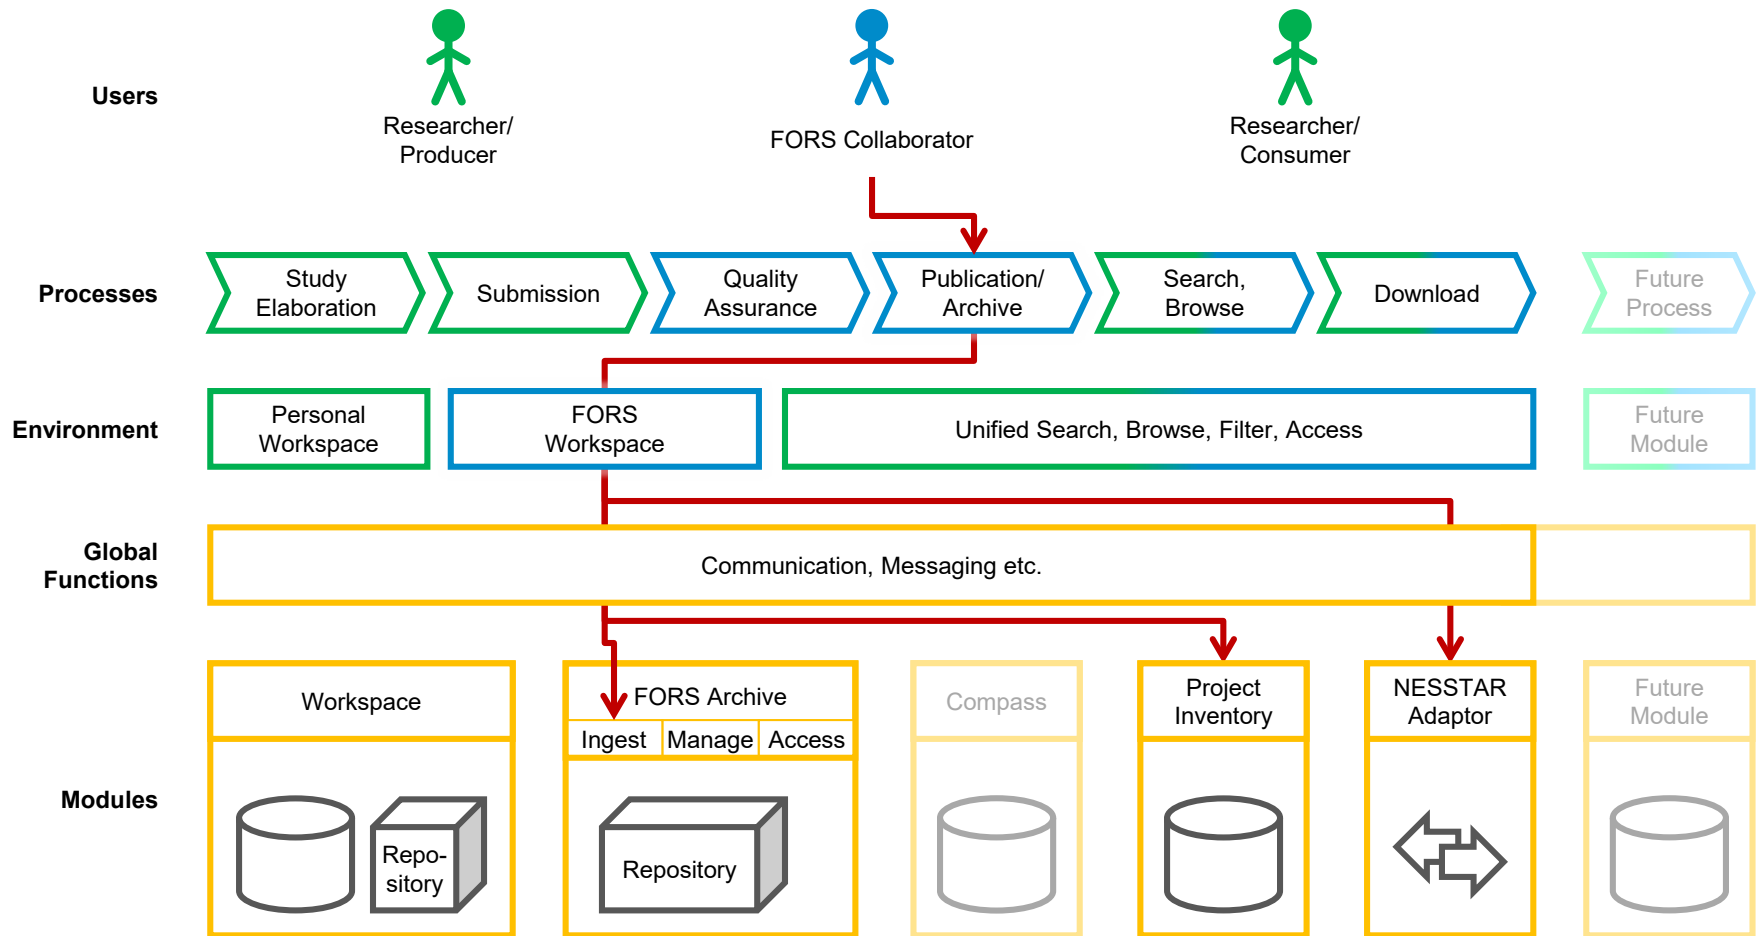 Users
Researcher/
Producer
FORS Collaborator
Researcher/
Consumer
Processes
Study
Elaboration
Submission
Quality
Assurance
Publication/
Archive
Search,
Browse
Download
Future
Process
Environment
Personal
Workspace
FORS
Workspace
Unified Search, Browse, Filter, Access
Future
Module
Global
Functions
Communication, Messaging etc.
Modules
Workspace
Repo-
sitory
FORS Archive
Ingest
Manage
Access
Repository
Compass
Project
Inventory
NESSTAR
Adaptor
Future
Module